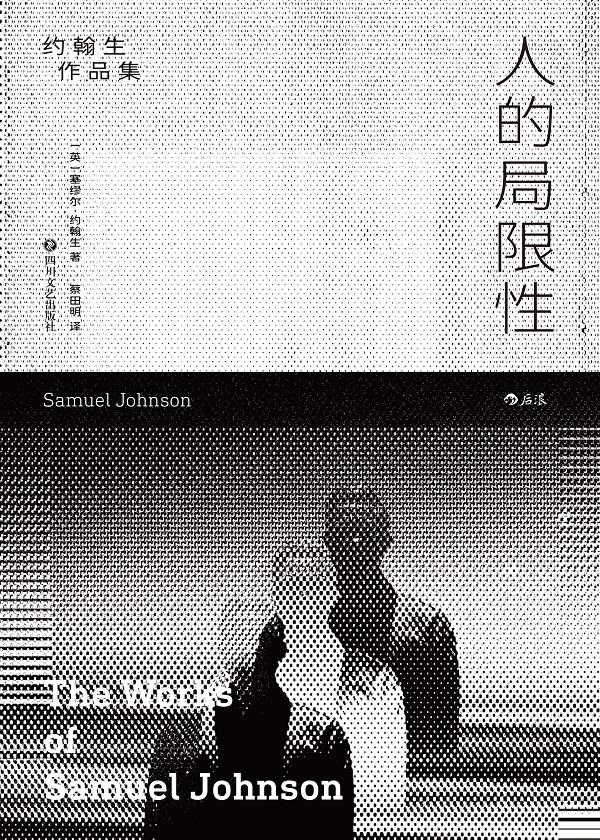 约翰生
作品集
人的局限性
[英]塞缪尔·约翰生 著 蔡田明 译
四川文艺出版社
Samuel Johnson
后浪
The Works
of
Samuel Johnson